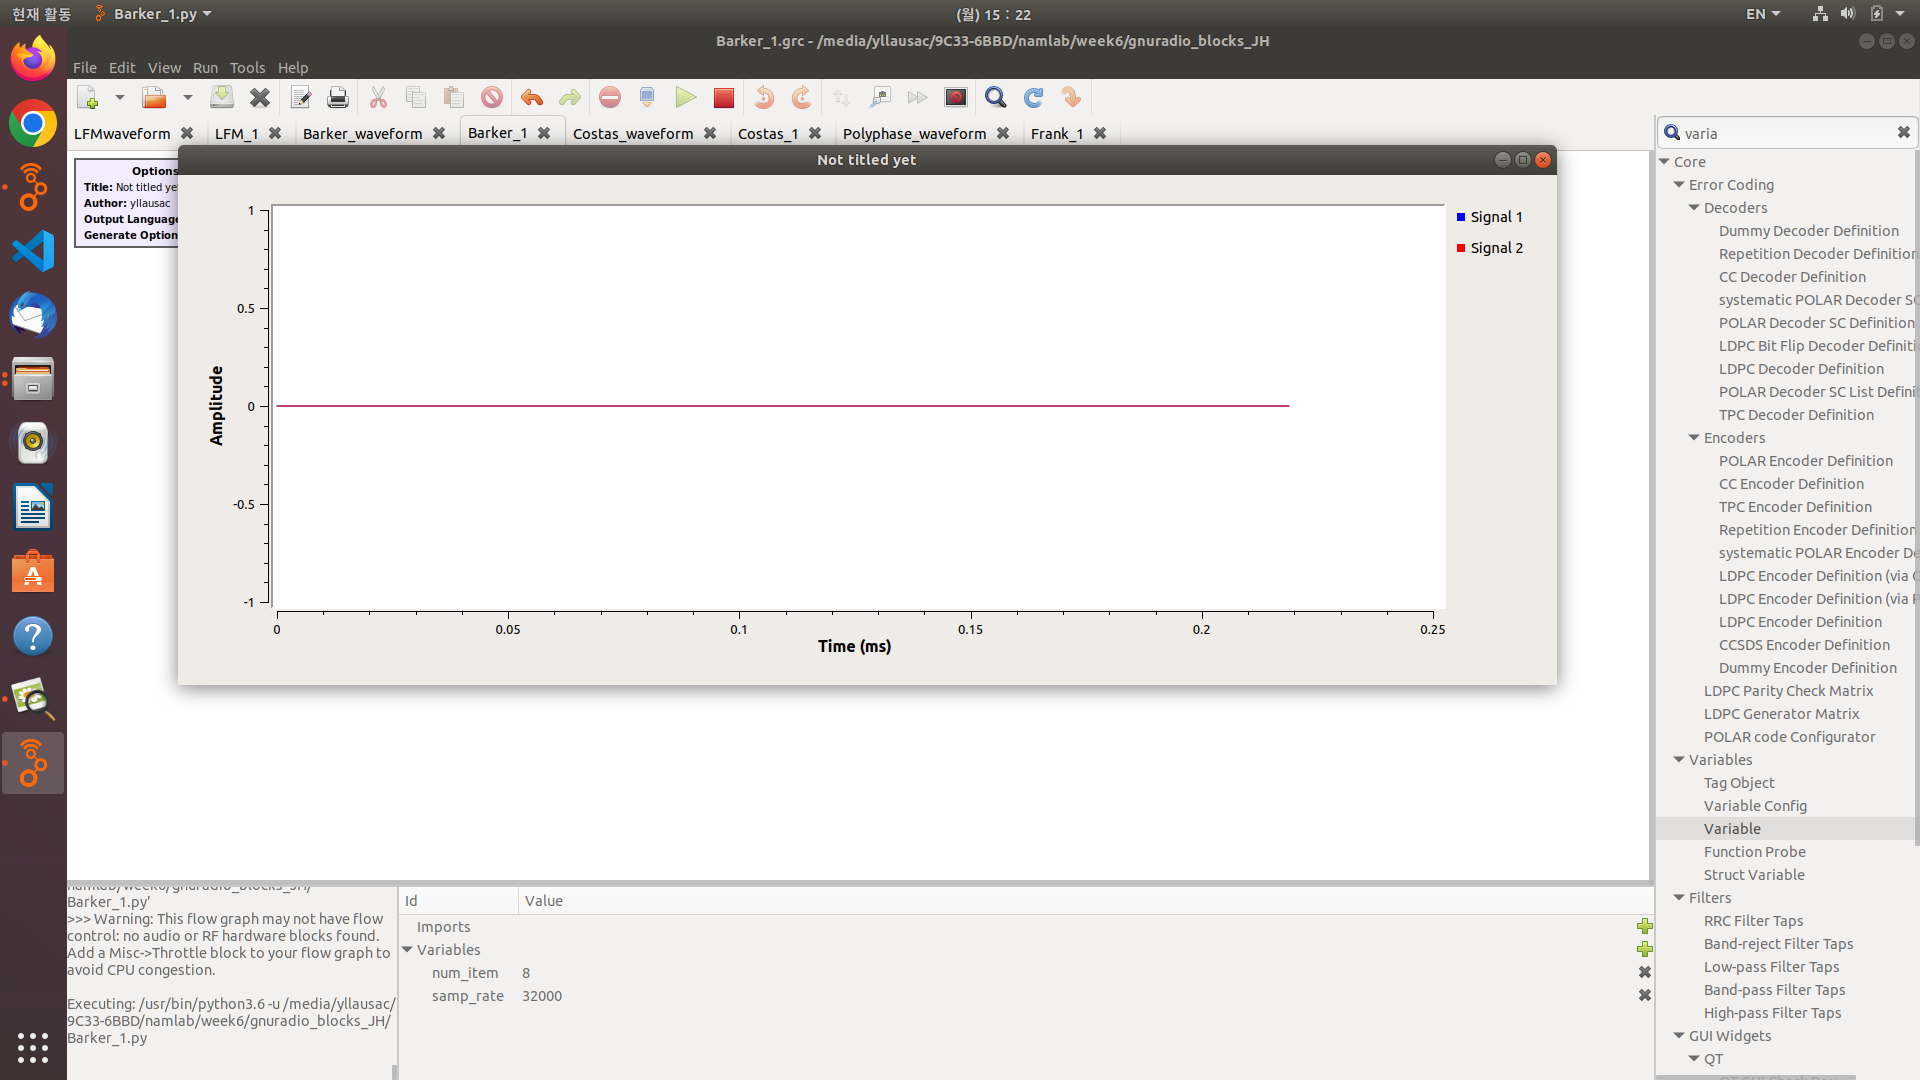 현재 활동
Barker_1.py
(월) 15 : 22
EN
Barker_1.grc - /media/yllausac/9C33-6BBD/namlab/week6/gnuradio_blocks_JH
File Edit View Run Tools Help
LFMwaveform LFM_1 Barker_waveform Barker_1 Costas_waveform Costas_1 Polyphase_waveform Frank_1
varia
Options
Title: Not titled yet
Author: yllausac
Output Language
Generate Option
Not titled yet
1
0.5
0
-0.5
-1
Amplitude
0 0.05 0.1 0.15 0.2 0.25
Time (ms)
Signal 1
Signal 2
Core
Error Coding
Decoders
Dummy Decoder Definition
Repetition Decoder Definition
CC Decoder Definition
systematic POLAR Decoder SC
POLAR Decoder SC Definition
LDPC Bit Flip Decoder Definiti
LDPC Decoder Definition
POLAR Decoder SC List Defini
TPC Decoder Definition
Encoders
POLAR Encoder Definition
CC Encoder Definition
TPC Encoder Definition
Repetition Encoder Definition
systematic POLAR Encoder De
LDPC Encoder Definition (via
LDPC Encoder Definition (via
LDPC Encoder Definition
CCSDS Encoder Definition
Dummy Encoder Definition
LDPC Parity Check Matrix
LDPC Generator Matrix
POLAR code Configurator
Variables
Tag Object
Variable Config
Variable
Function Probe
Struct Variable
Filters
RRC Filter Taps
Band-reject Filter Taps
Low-pass Filter Taps
Band-pass Filter Taps
High-pass Filter Taps
GUI Widgets
QT
namlab/week6/gnuradio_blocks_JH/
Barker_1.py'
>>> Warning: This flow graph may not have flow
control: no audio or RF hardware blocks found.
Add a Misc->Throttle block to your flow graph to
avoid CPU congestion.
Executing: /usr/bin/python3.6 -u /media/yllausac/
9C33-6BBD/namlab/week6/gnuradio_blocks_JH/
Barker_1.py
Id Value
Imports
Variables
num_item 8
samp_rate 32000